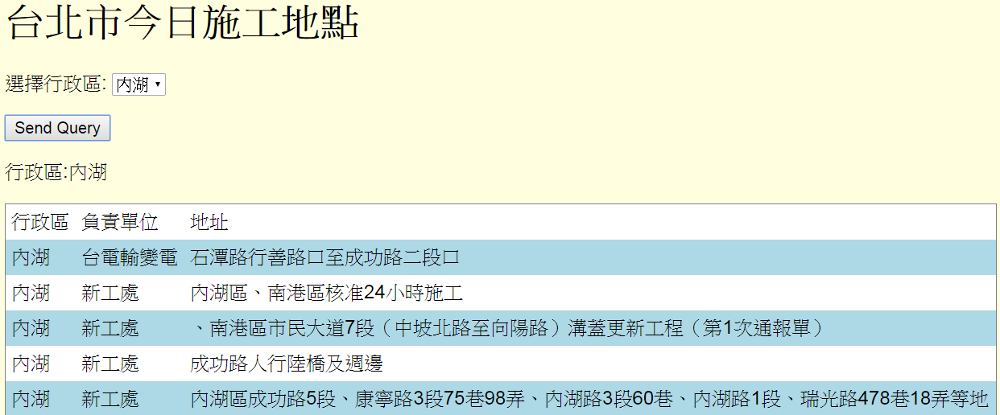 台北市今日施工地點
選擇行政區: 內湖
Send Query
行政區:內湖
行政區 負責單位 地址
內湖 台電輸變電 石潭路行善路口至成功路二段口
內湖 新工處 內湖區、南港區核准24小時施工
內湖 新工處 、南港區市民大道7段（中坡北路至向陽路）溝蓋更新工程（第1次通報單）
內湖 新工處 成功路人行陸橋及週邊
內湖 新工處 內湖區成功路5段、康寧路3段75巷98弄、內湖路3段60巷、內湖路1段、瑞光路478巷18弄等地